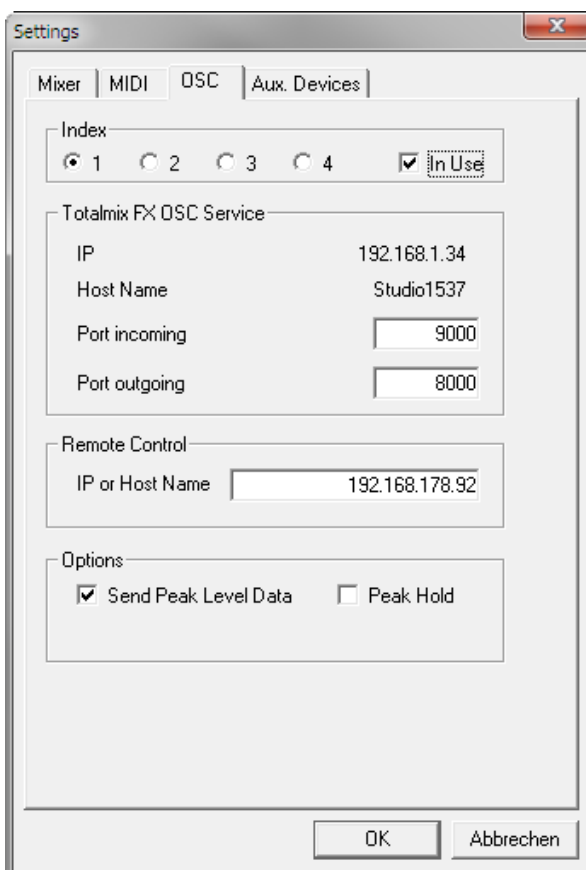 Settings
Mixer MIDI OSC Aux. Devices
Index
1 2 3 4 In Use
Totalmix FX OSC Service
IP 192.168.1.34
Host Name Studio1537
Port incoming 9000
Port outgoing 8000
Remote Control
IP or Host Name 192.168.178.92
Options
Send Peak Level Data Peak Hold
OK Abbrechen